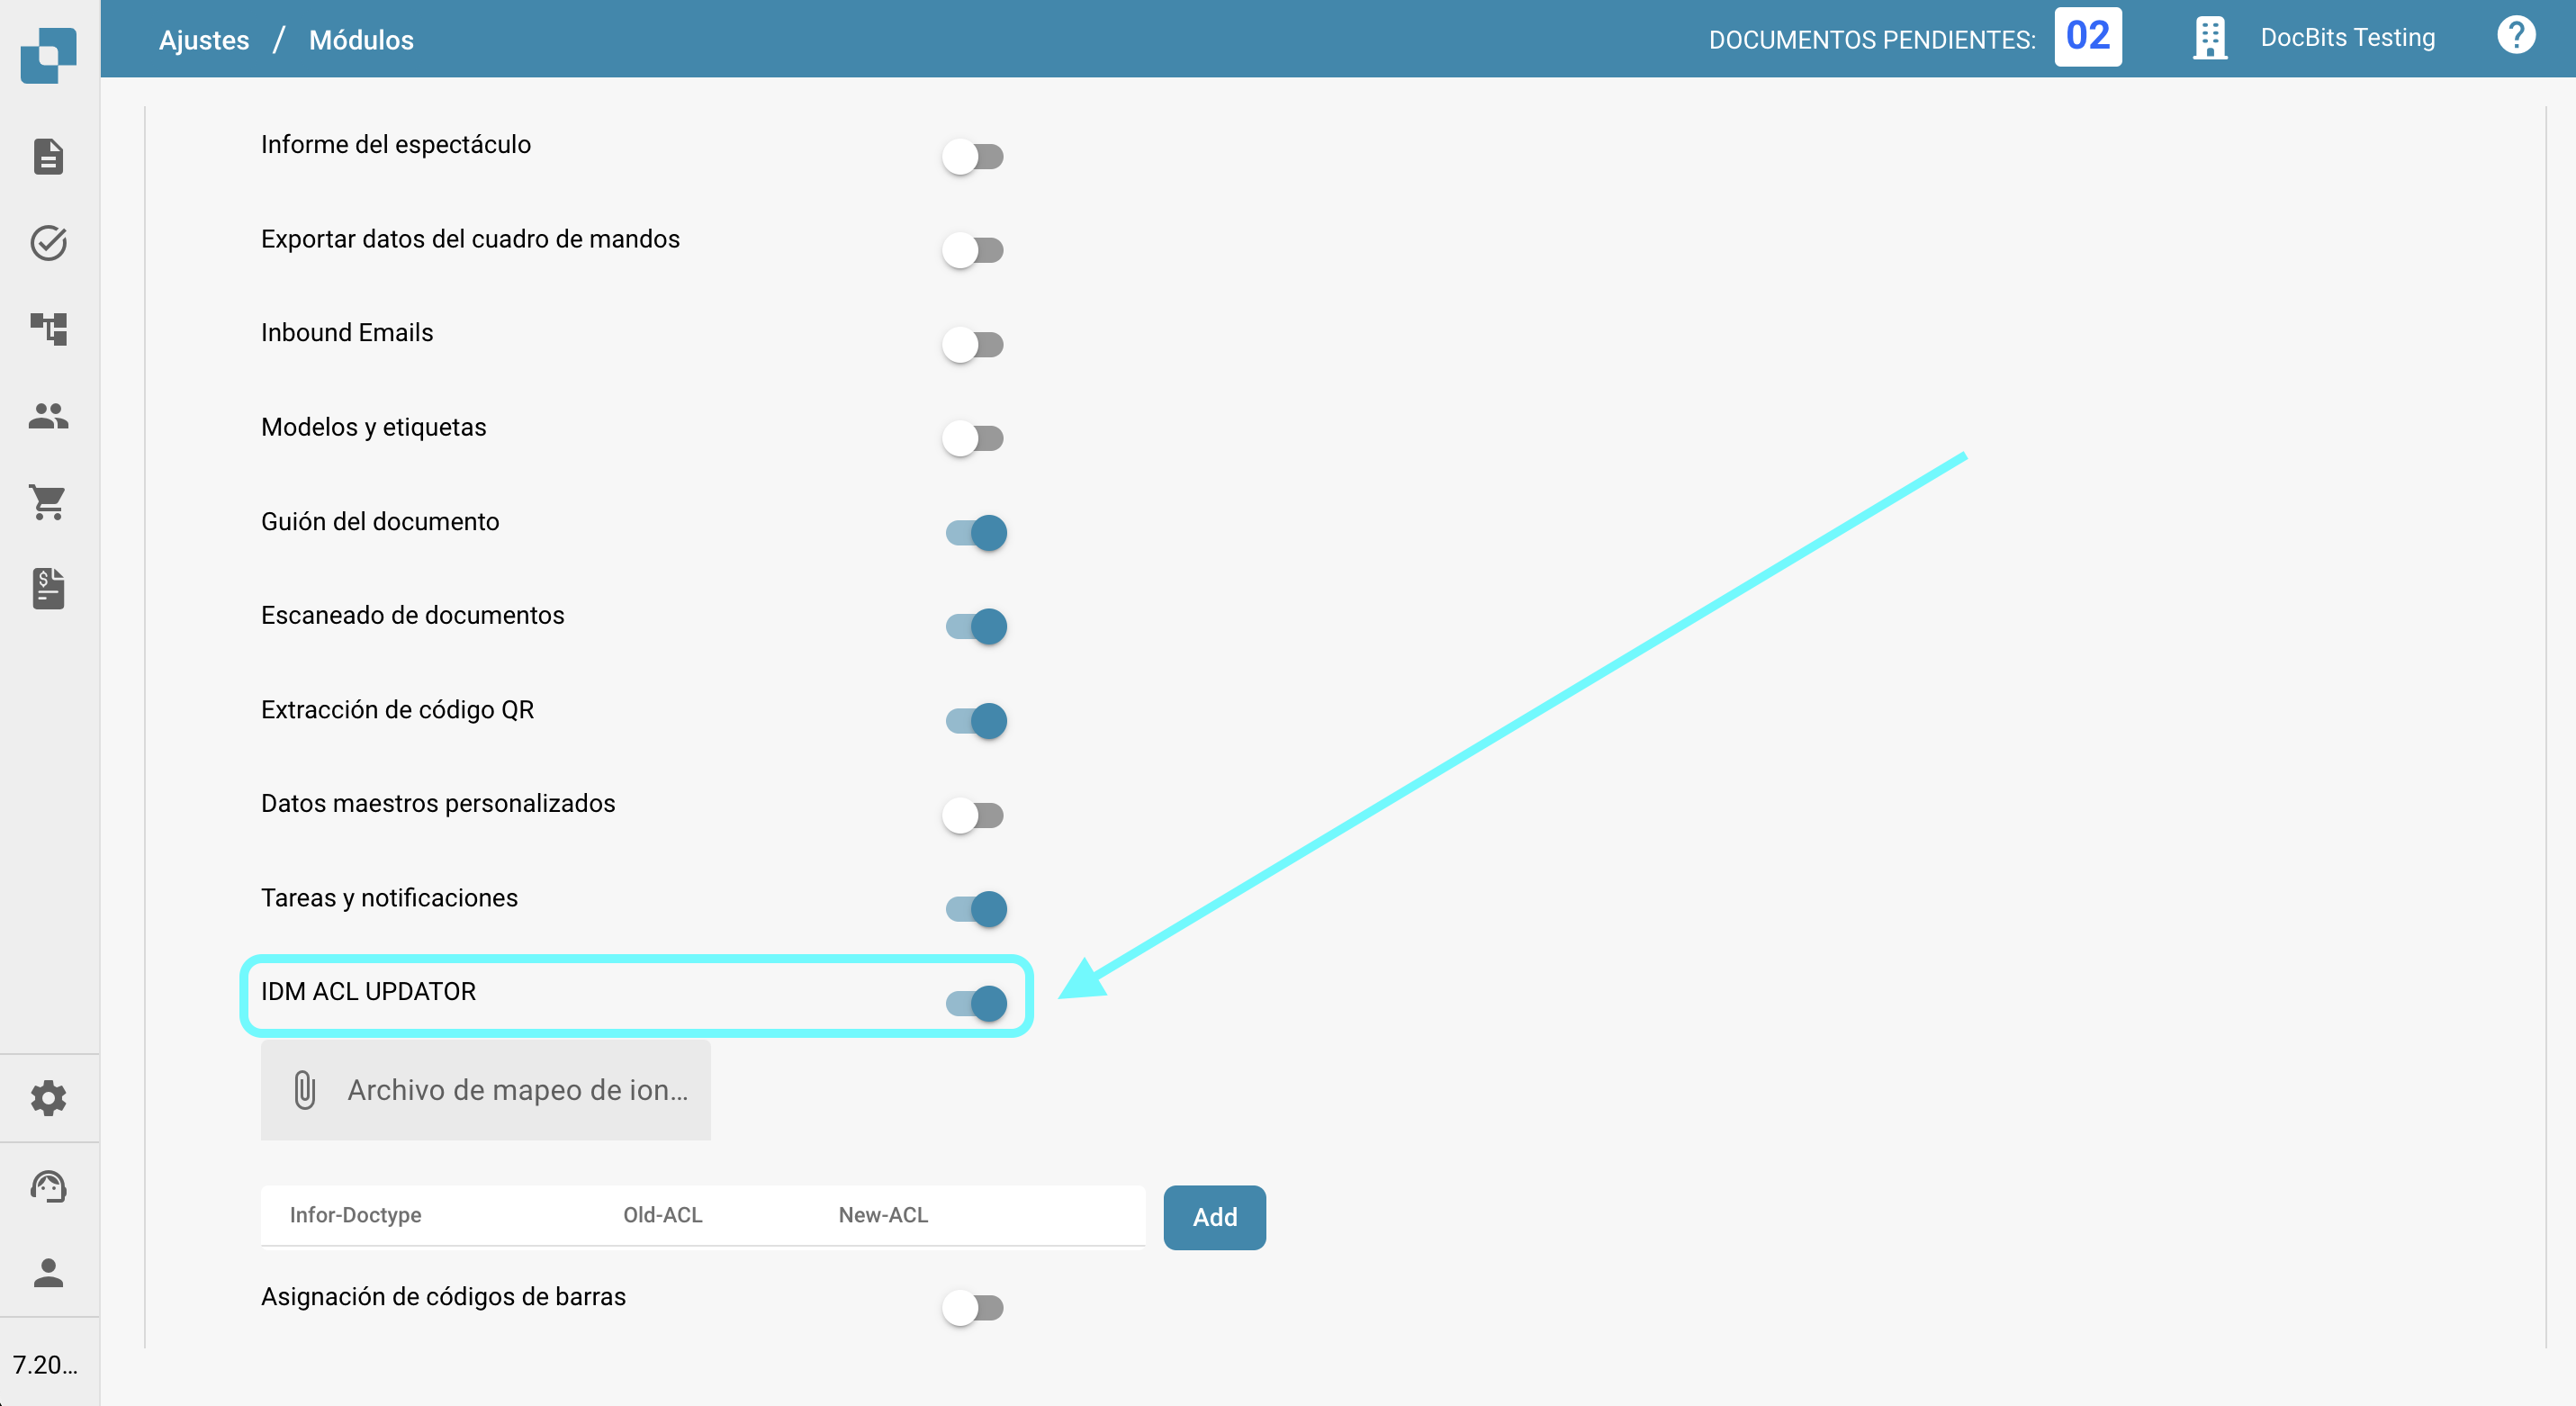 Ajustes / Módulos
DOCUMENTOS PENDIENTES: 02
DocBits Testing
?
Informe del espectáculo
Exportar datos del cuadro de mandos
Inbound Emails
Modelos y etiquetas
Guión del documento
Escaneado de documentos
Extracción de código QR
Datos maestros personalizados
Tareas y notificaciones
IDM ACL UPDATOR
Archivo de mapeo de ion...
Infor-Doctype Old-ACL New-ACL
Add
Asignación de códigos de barras
7.20...